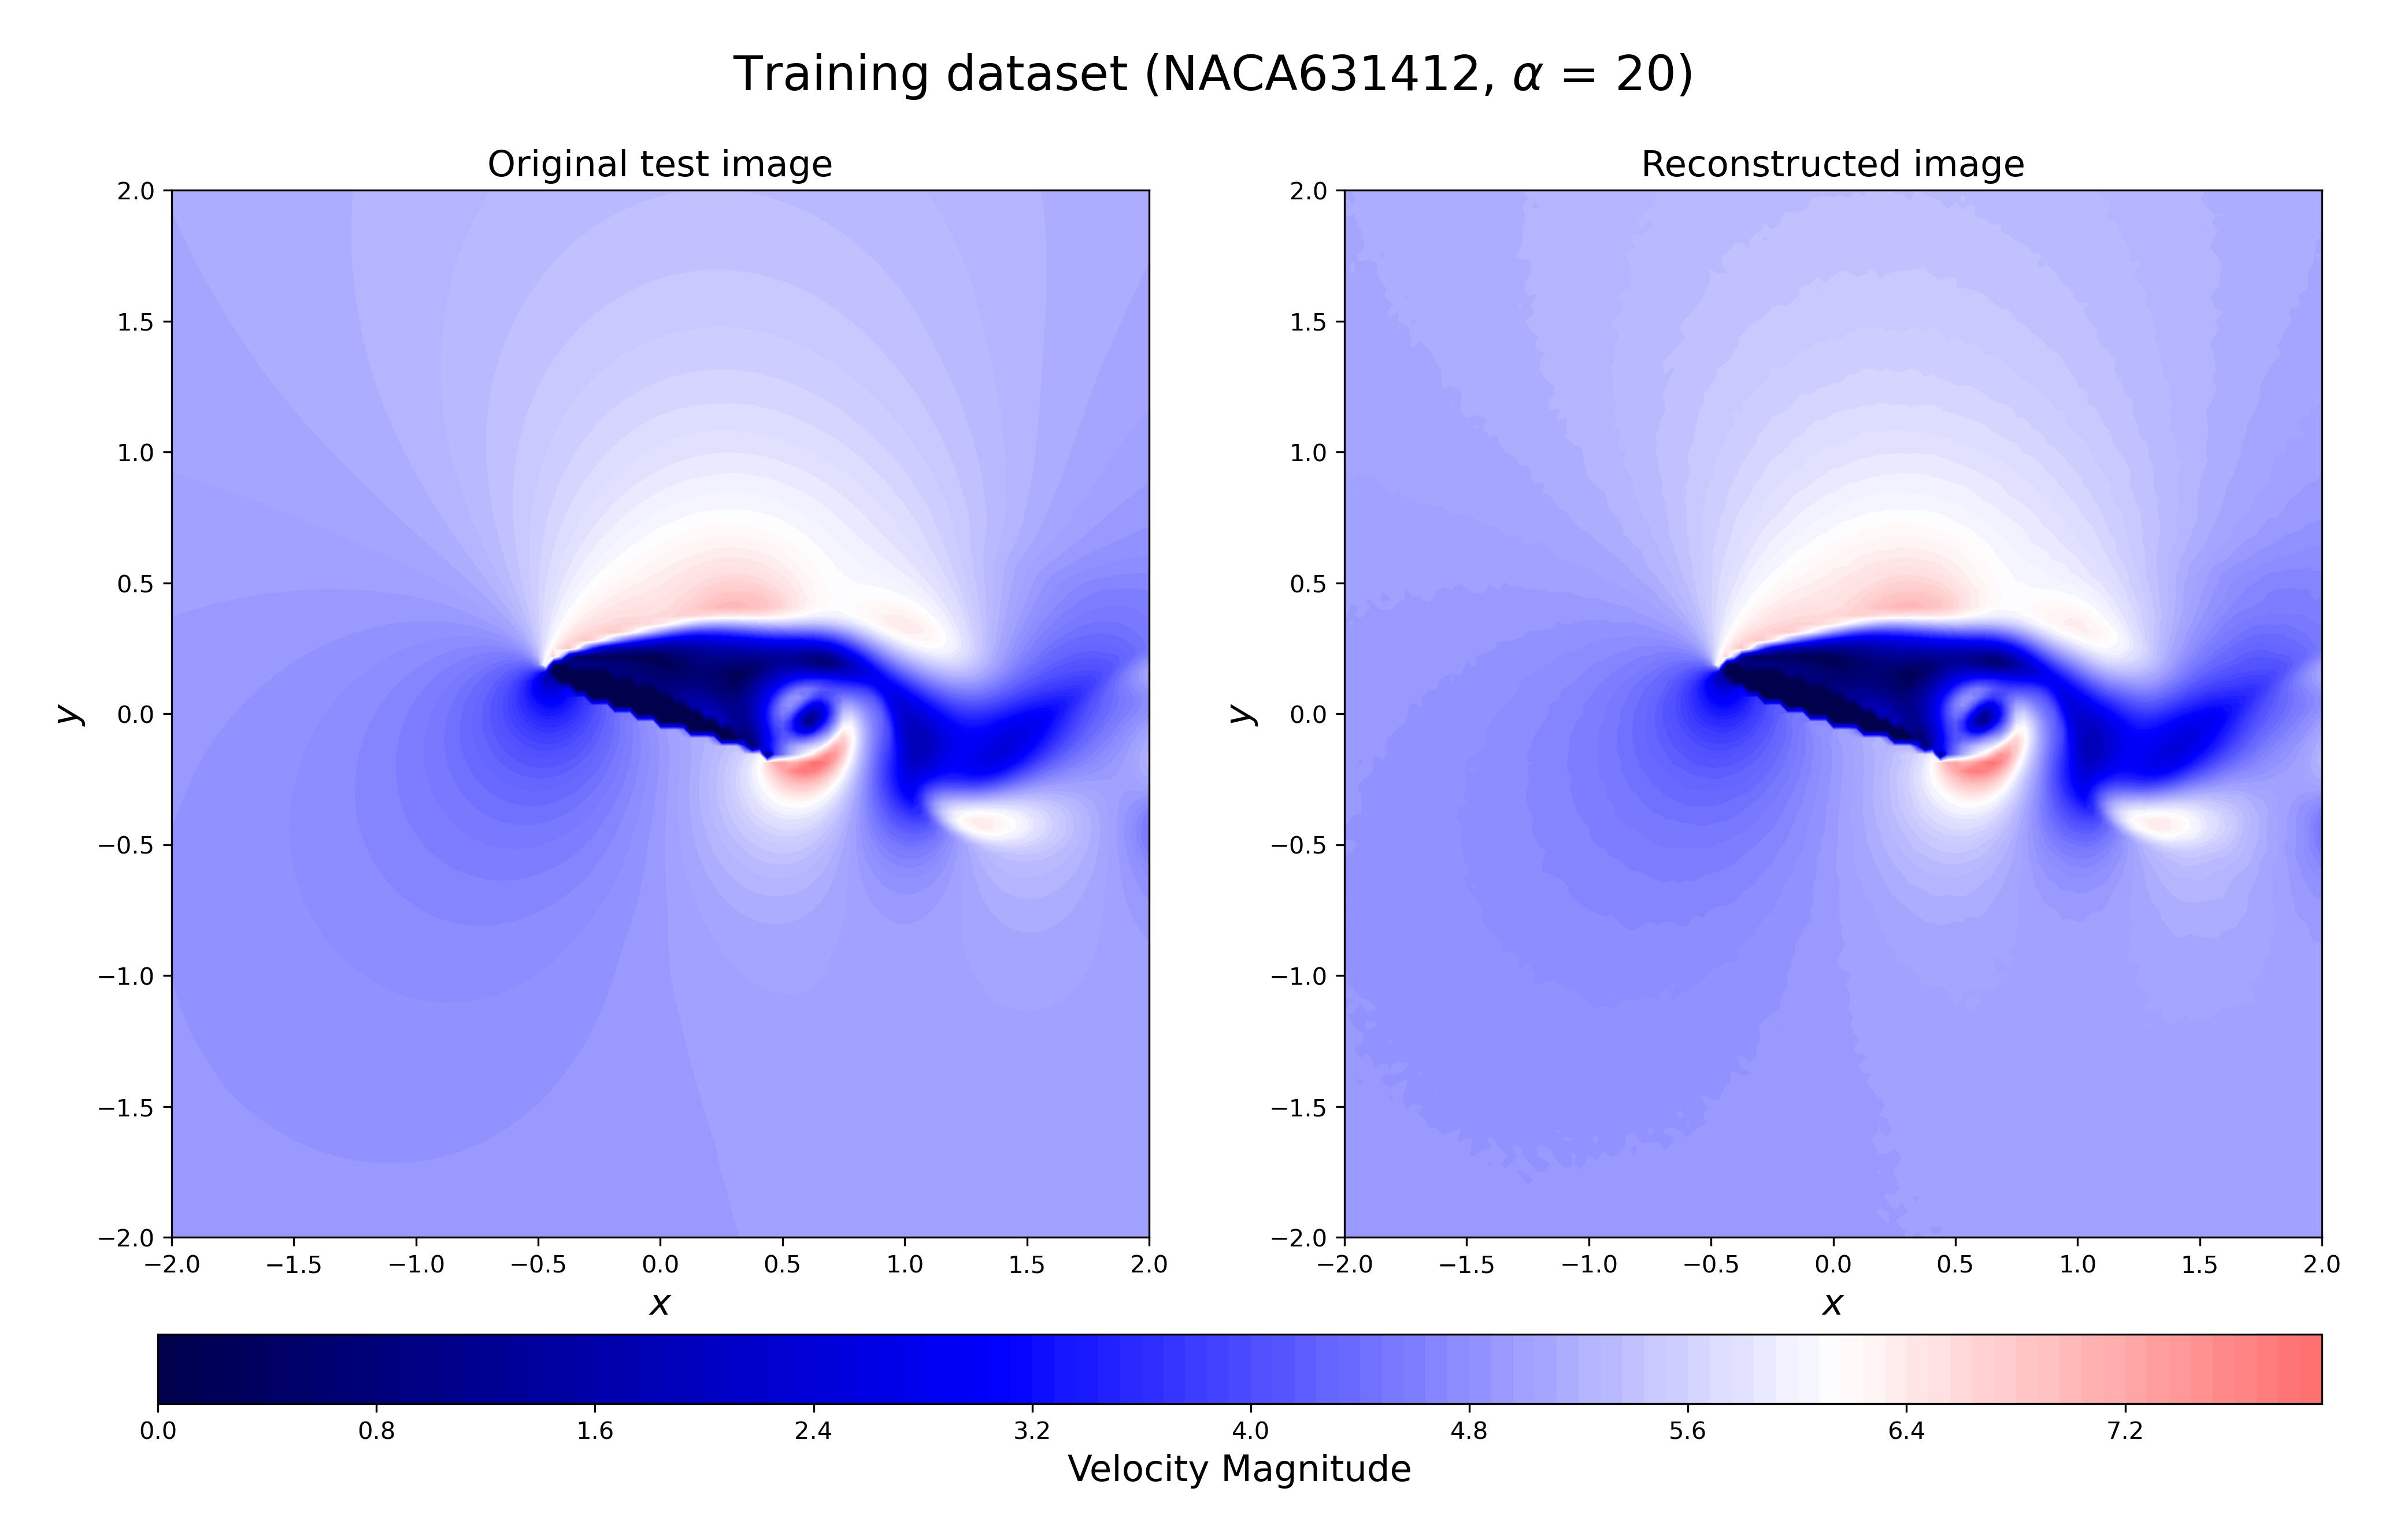 Training dataset (NACA631412, α = 20)
Original test image
Reconstructed image
2.0
1.5
1.0
0.5
0.0
−0.5
−1.0
−1.5
−2.0
y
−2.0 −1.5 −1.0 −0.5 0.0 0.5 1.0 1.5 2.0
x
2.0
1.5
1.0
0.5
0.0
−0.5
−1.0
−1.5
−2.0
y
−2.0 −1.5 −1.0 −0.5 0.0 0.5 1.0 1.5 2.0
x
0.0 0.8 1.6 2.4 3.2 4.0 4.8 5.6 6.4 7.2
Velocity Magnitude